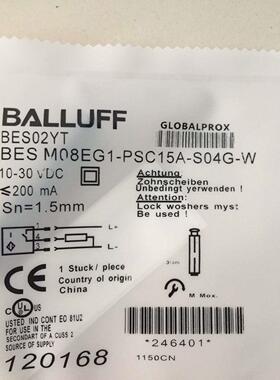 BALLUFF
GLOBALPROX
BES02YT
BES M08EG1-PSC15A-S04G-W
10-30 VDC
≤200 mA
Sn=1.5mm
Achtung
Zahnscheiben
Unbedingt verwenden !
Attention:
Lock washers myst
Be used !
L+
L-
1 Stuck / piece
Country of origin
China
M Mox.
LISTED IND CONT EQ 81U2
FOR USE IN THE
SECONDARY OF A CUSS 2
SOURCE OF SUPPLY
*246401*
120168
1150CN